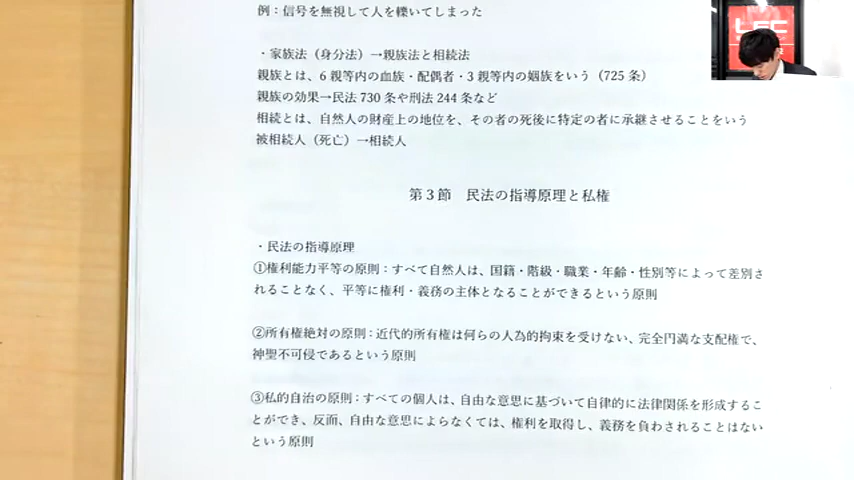 例：信号を無視して人を轢いてしまった
・家族法（身分法）→親族法と相続法
親族とは、6 親等内の血族・配偶者・3 親等内の姻族をいう（725 条）
親族の効果→民法 730 条や刑法 244 条など
相続とは、自然人の財産上の地位を、その者の死後に特定の者に承継させることをいう
被相続人（死亡）→相続人
第３節　民法の指導原理と私権
・民法の指導原理
①権利能力平等の原則：すべて自然人は、国籍・階級・職業・年齢・性別等によって差別さ
れることなく、平等に権利・義務の主体となることができるという原則
②所有権絶対の原則：近代的所有権は何らの人為的拘束を受けない、完全円満な支配権で、
神聖不可侵であるという原則
③私的自治の原則：すべての個人は、自由な意思に基づいて自律的に法律関係を形成するこ
とができ、反面、自由な意思によらなくては、権利を取得し、義務を負わされることはない
という原則
LEC